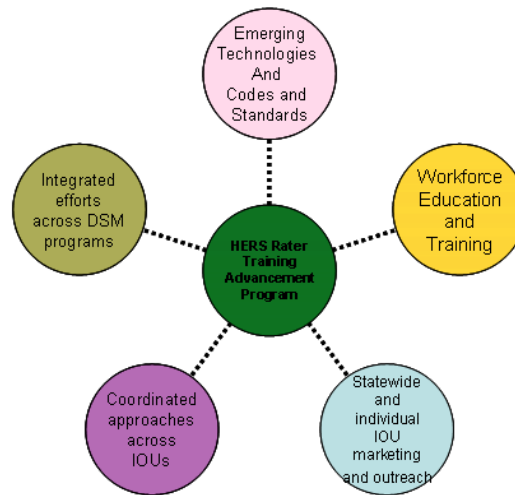 Emerging
Technologies
And
Codes and
Standards
Integrated
efforts
across DSM
programs
Workforce
Education
and
Training
HERS Rater
Training
Advancement
Program
Coordinated
approaches
across
IOUs
Statewide
and
individual
IOU
marketing
and outreach